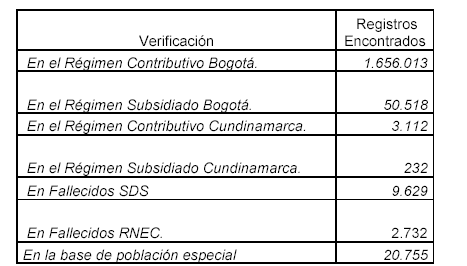 Verificación
Registros
Encontrados
En el Régimen Contributivo Bogotá. 1.656.013
En el Régimen Subsidiado Bogotá. 50.518
En el Régimen Contributivo Cundinamarca. 3.112
En el Régimen Subsidiado Cundinamarca. 232
En Fallecidos SDS 9.629
En Fallecidos RNEC. 2.732
En la base de población especial 20.755